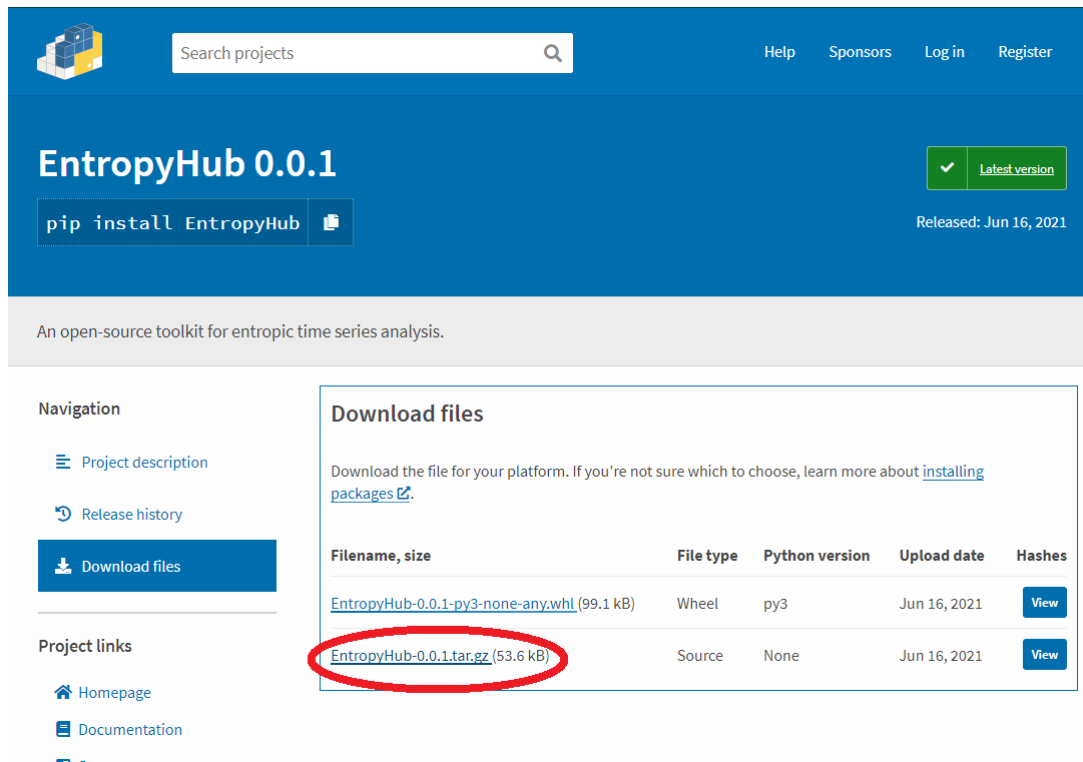 Search projects
Help Sponsors Log in Register
EntropyHub 0.0.1
Latest version
pip install EntropyHub
Released: Jun 16, 2021
An open-source toolkit for entropic time series analysis.
Navigation
Project description
Release history
Download files
Project links
Homepage
Documentation
Download files
Download the file for your platform. If you're not sure which to choose, learn more about installing
packages.
Filename, size File type Python version Upload date Hashes
EntropyHub-0.0.1-py3-none-any.whl (99.1 kB) Wheel py3 Jun 16, 2021 View
EntropyHub-0.0.1.tar.gz (53.6 kB) Source None Jun 16, 2021 View